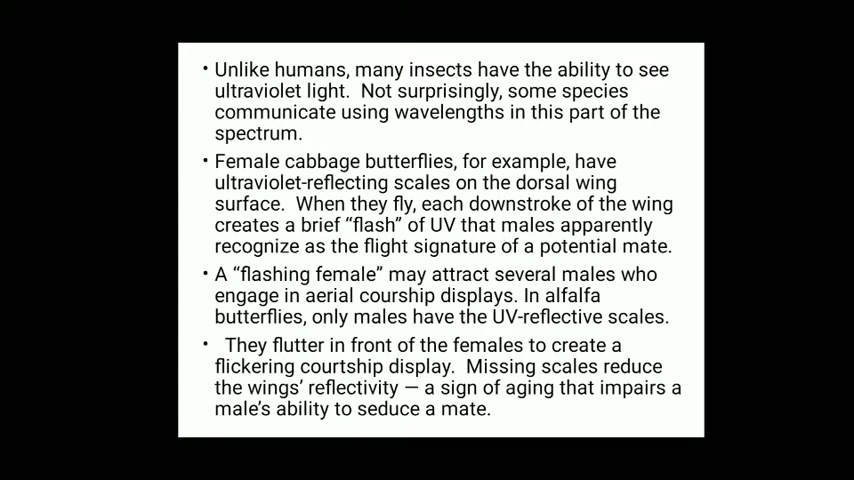 • Unlike humans, many insects have the ability to see
ultraviolet light.  Not surprisingly, some species
communicate using wavelengths in this part of the
spectrum.
• Female cabbage butterflies, for example, have
ultraviolet-reflecting scales on the dorsal wing
surface.  When they fly, each downstroke of the wing
creates a brief “flash” of UV that males apparently
recognize as the flight signature of a potential mate.
• A “flashing female” may attract several males who
engage in aerial courship displays. In alfalfa
butterflies, only males have the UV-reflective scales.
•  They flutter in front of the females to create a
flickering courtship display.  Missing scales reduce
the wings’ reflectivity — a sign of aging that impairs a
male’s ability to seduce a mate.